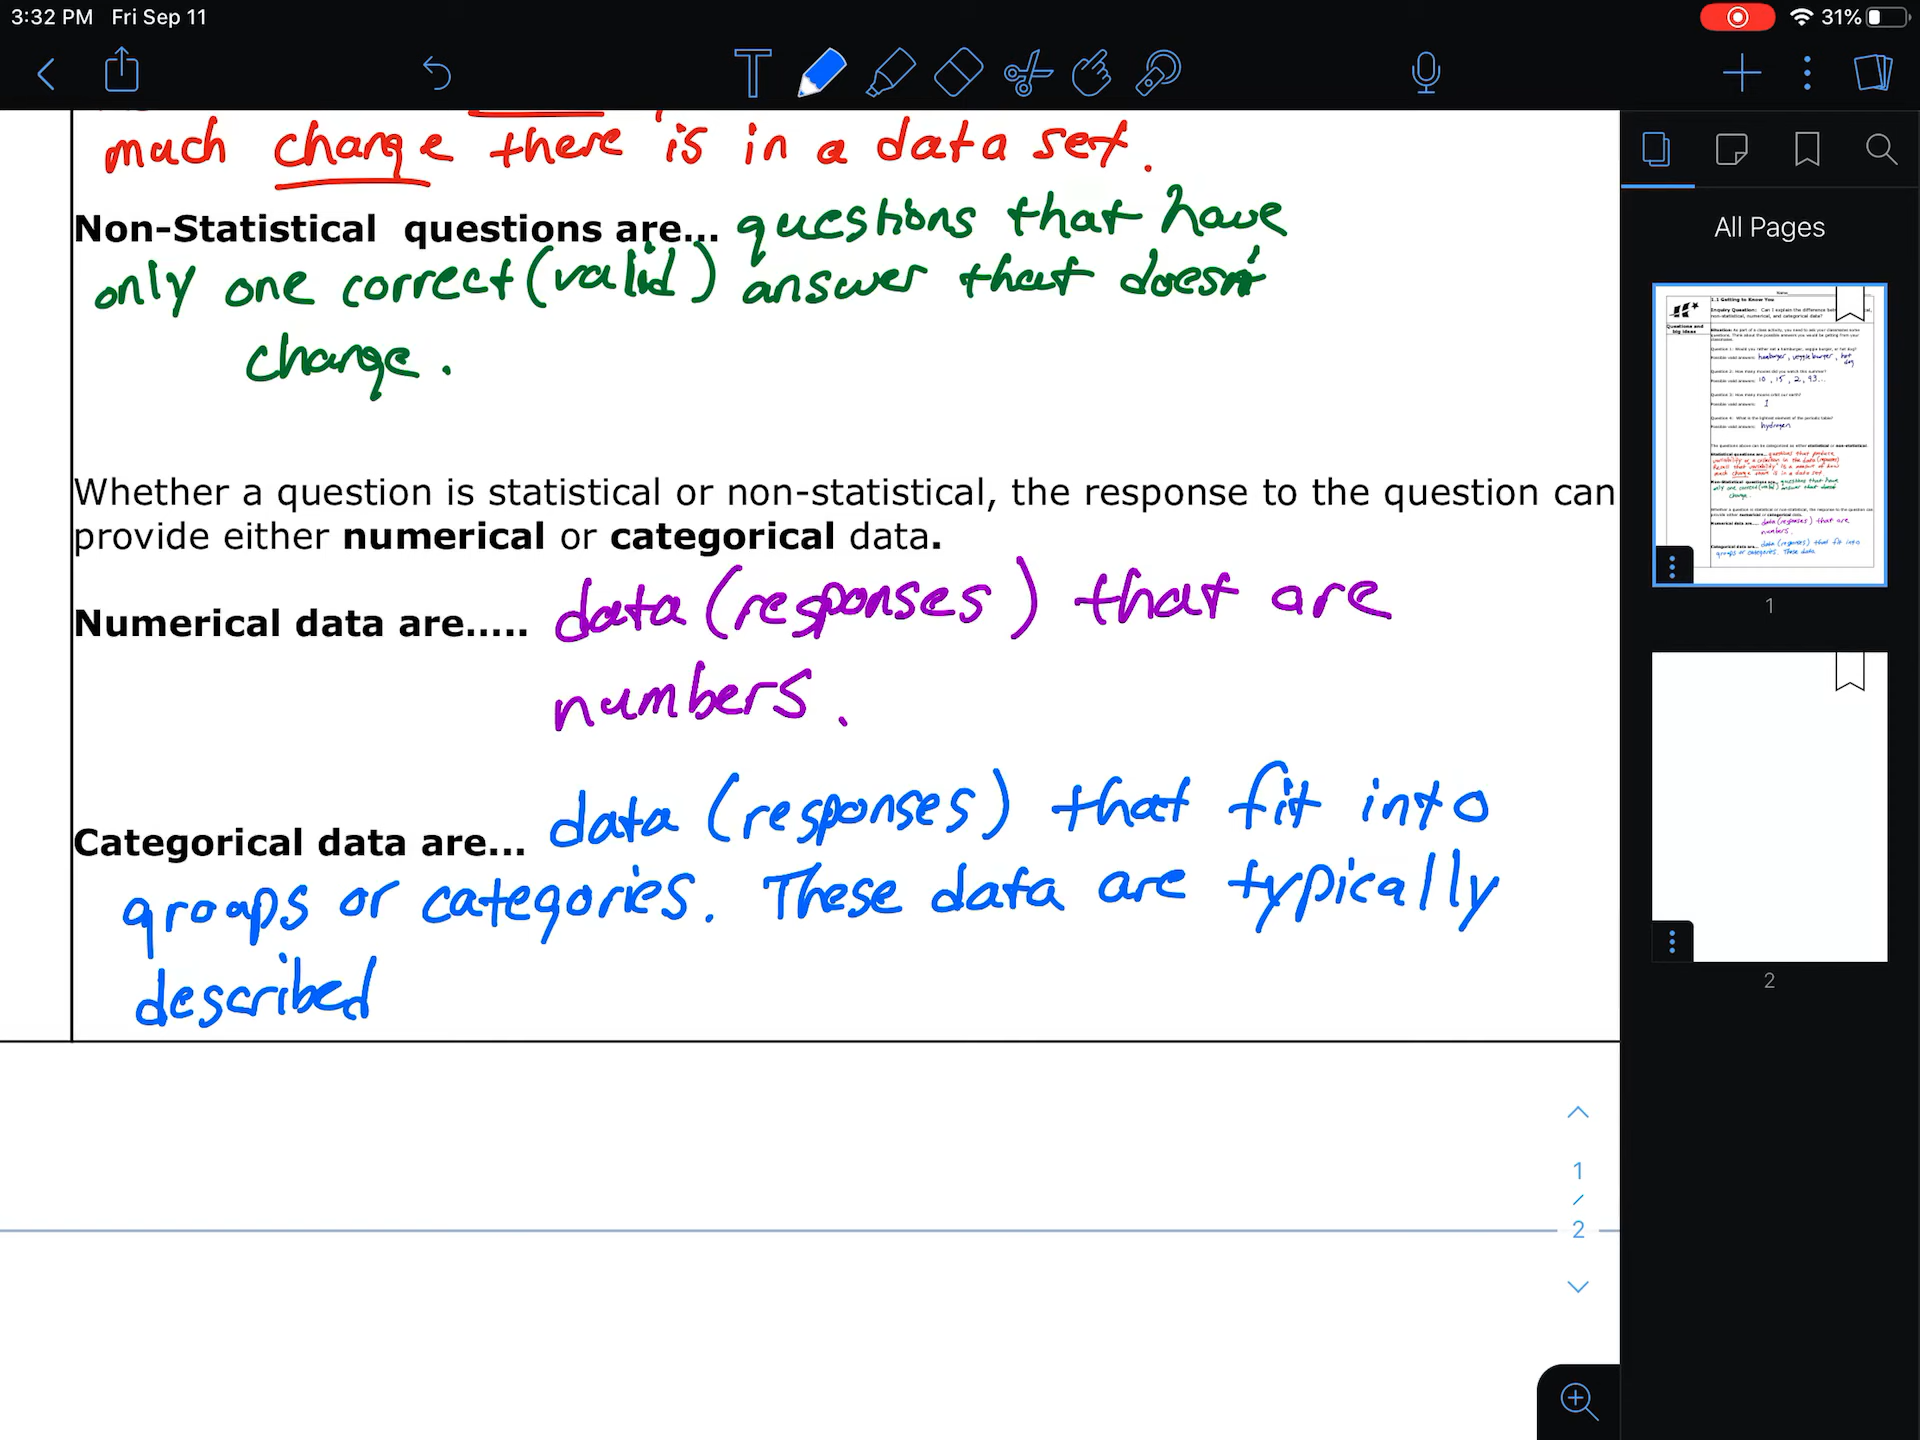 3:32 PM Fri Sep 11
31%
much change there is in a data set.
Non-Statistical questions are... questions that have
only one correct (valid) answer that doesn't
change.
Whether a question is statistical or non-statistical, the response to the question can
provide either numerical or categorical data.
Numerical data are..... data (responses) that are
numbers.
Categorical data are... data (responses) that fit into
groups or categories. These data are typically
described
1
/
2
All Pages
1
2